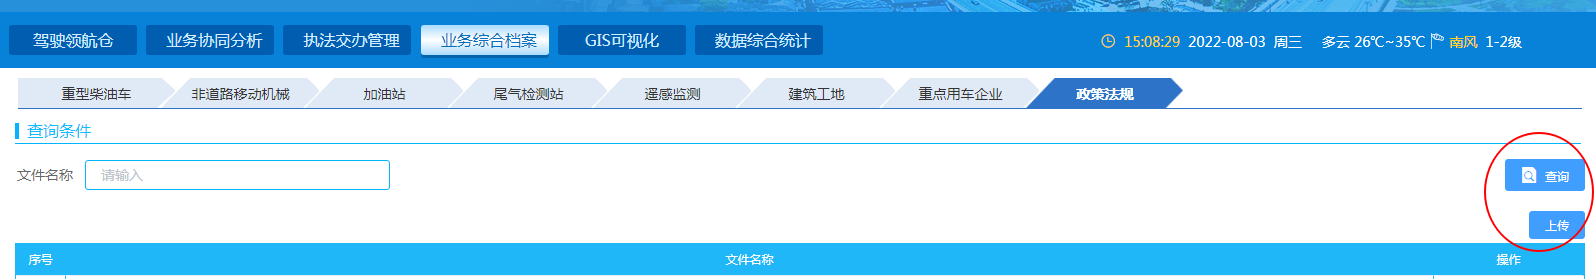 驾驶领航仓 业务协同分析 执法交办管理 业务综合档案 GIS可视化 数据综合统计 15:08:29 2022-08-03 周三 多云 26℃~35℃ 南风 1-2级
重型柴油车 非道路移动机械 加油站 尾气检测站 遥感监测 建筑工地 重点用车企业 政策法规
查询条件
文件名称 请输入 查询
上传
序号 文件名称 操作